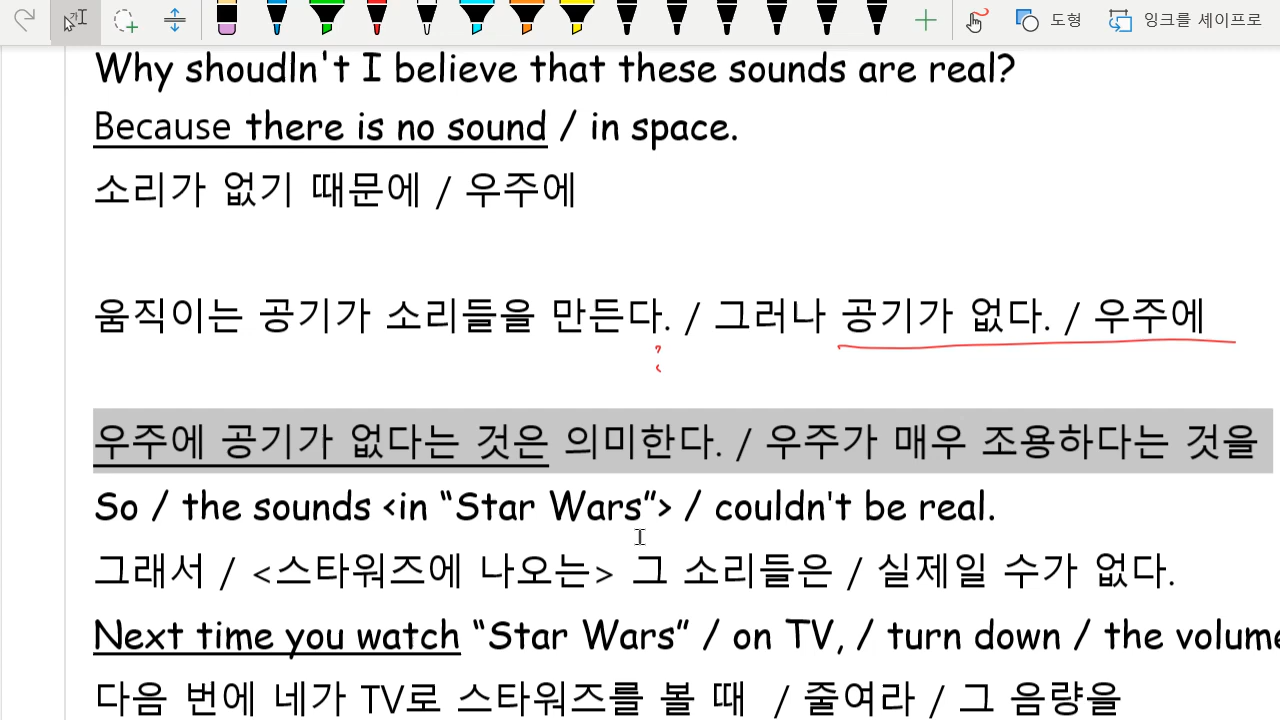 도형 잉크를 셰이프로
Why shoudln't I believe that these sounds are real?
Because there is no sound / in space.
소리가 없기 때문에 / 우주에
움직이는 공기가 소리들을 만든다. / 그러나 공기가 없다. / 우주에
우주에 공기가 없다는 것은 의미한다. / 우주가 매우 조용하다는 것을
So / the sounds <in “Star Wars”> / couldn't be real.
그래서 / <스타워즈에 나오는> 그 소리들은 / 실제일 수가 없다.
Next time you watch “Star Wars” / on TV, / turn down / the volume
다음 번에 네가 TV로 스타워즈를 볼 때 / 줄여라 / 그 음량을